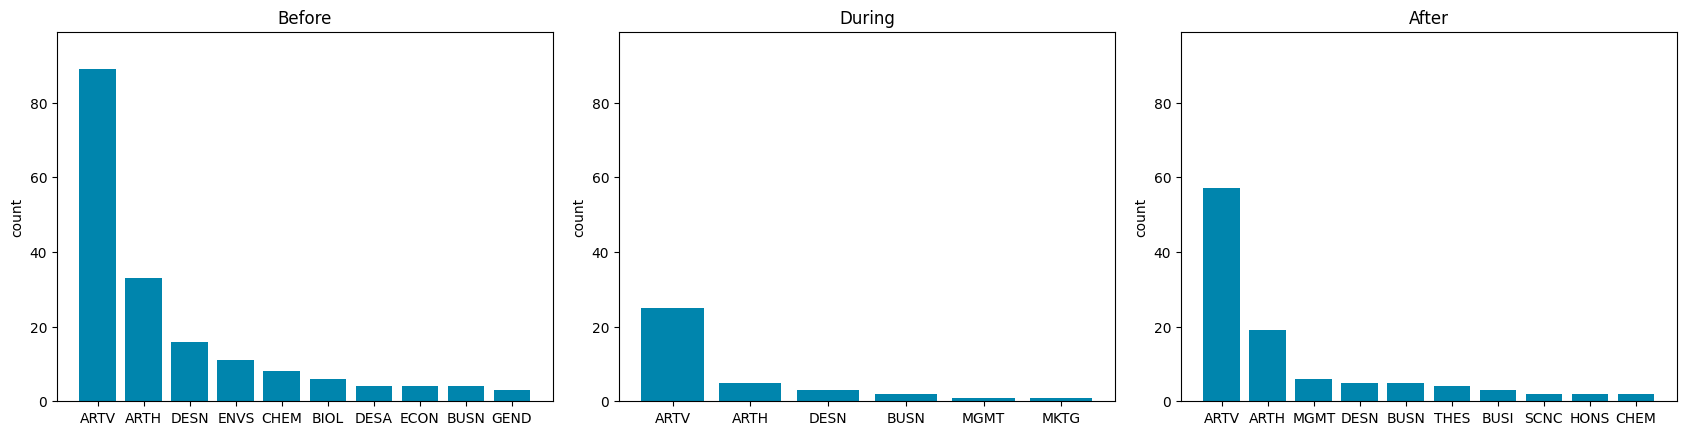 Before
count
80
60
40
20
0
ARTV ARTH DESN ENVS CHEM BIOL DESA ECON BUSN GEND
During
count
80
60
40
20
0
ARTV ARTH DESN BUSN MGMT MKTG
After
count
80
60
40
20
0
ARTV ARTH MGMT DESN BUSN THES BUSI SCNC HONS CHEM